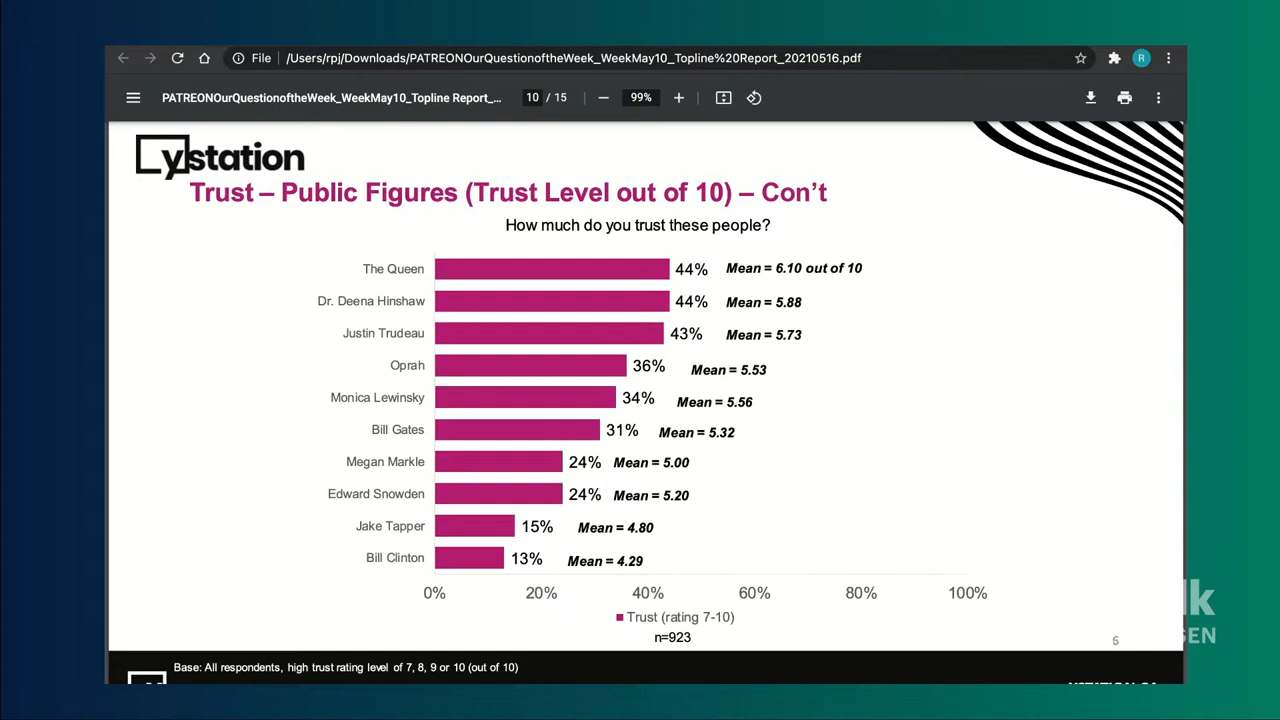 File /Users/rpj/Downloads/PATREONOurQuestionoftheWeek_WeekMay10_Topline%20Report_20210516.pdf
R
PATREONOurQuestionoftheWeek_WeekMay10_Topline Report_... 10 / 15 99%
ystation
Trust – Public Figures (Trust Level out of 10) – Con’t
How much do you trust these people?
The Queen 44% Mean = 6.10 out of 10
Dr. Deena Hinshaw 44% Mean = 5.88
Justin Trudeau 43% Mean = 5.73
Oprah 36% Mean = 5.53
Monica Lewinsky 34% Mean = 5.56
Bill Gates 31% Mean = 5.32
Megan Markle 24% Mean = 5.00
Edward Snowden 24% Mean = 5.20
Jake Tapper 15% Mean = 4.80
Bill Clinton 13% Mean = 4.29
0% 20% 40% 60% 80% 100%
Trust (rating 7-10)
n=923
6
lk
SEN
Base: All respondents, high trust rating level of 7, 8, 9 or 10 (out of 10)